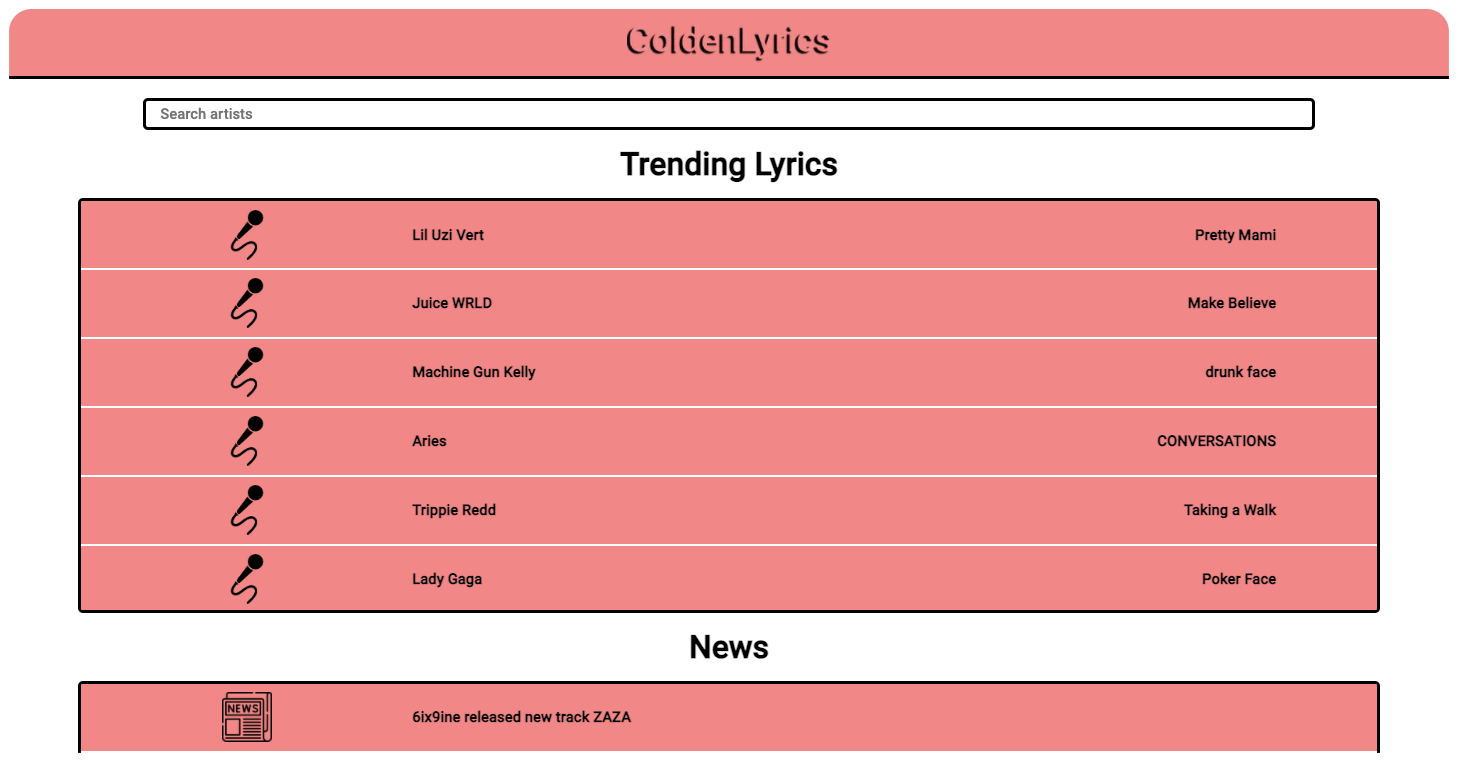 ColdenLyrics
Search artists
Trending Lyrics
Lil Uzi Vert Pretty Mami
Juice WRLD Make Believe
Machine Gun Kelly drunk face
Aries CONVERSATIONS
Trippie Redd Taking a Walk
Lady Gaga Poker Face
News
NEWS 6ix9ine released new track ZAZA